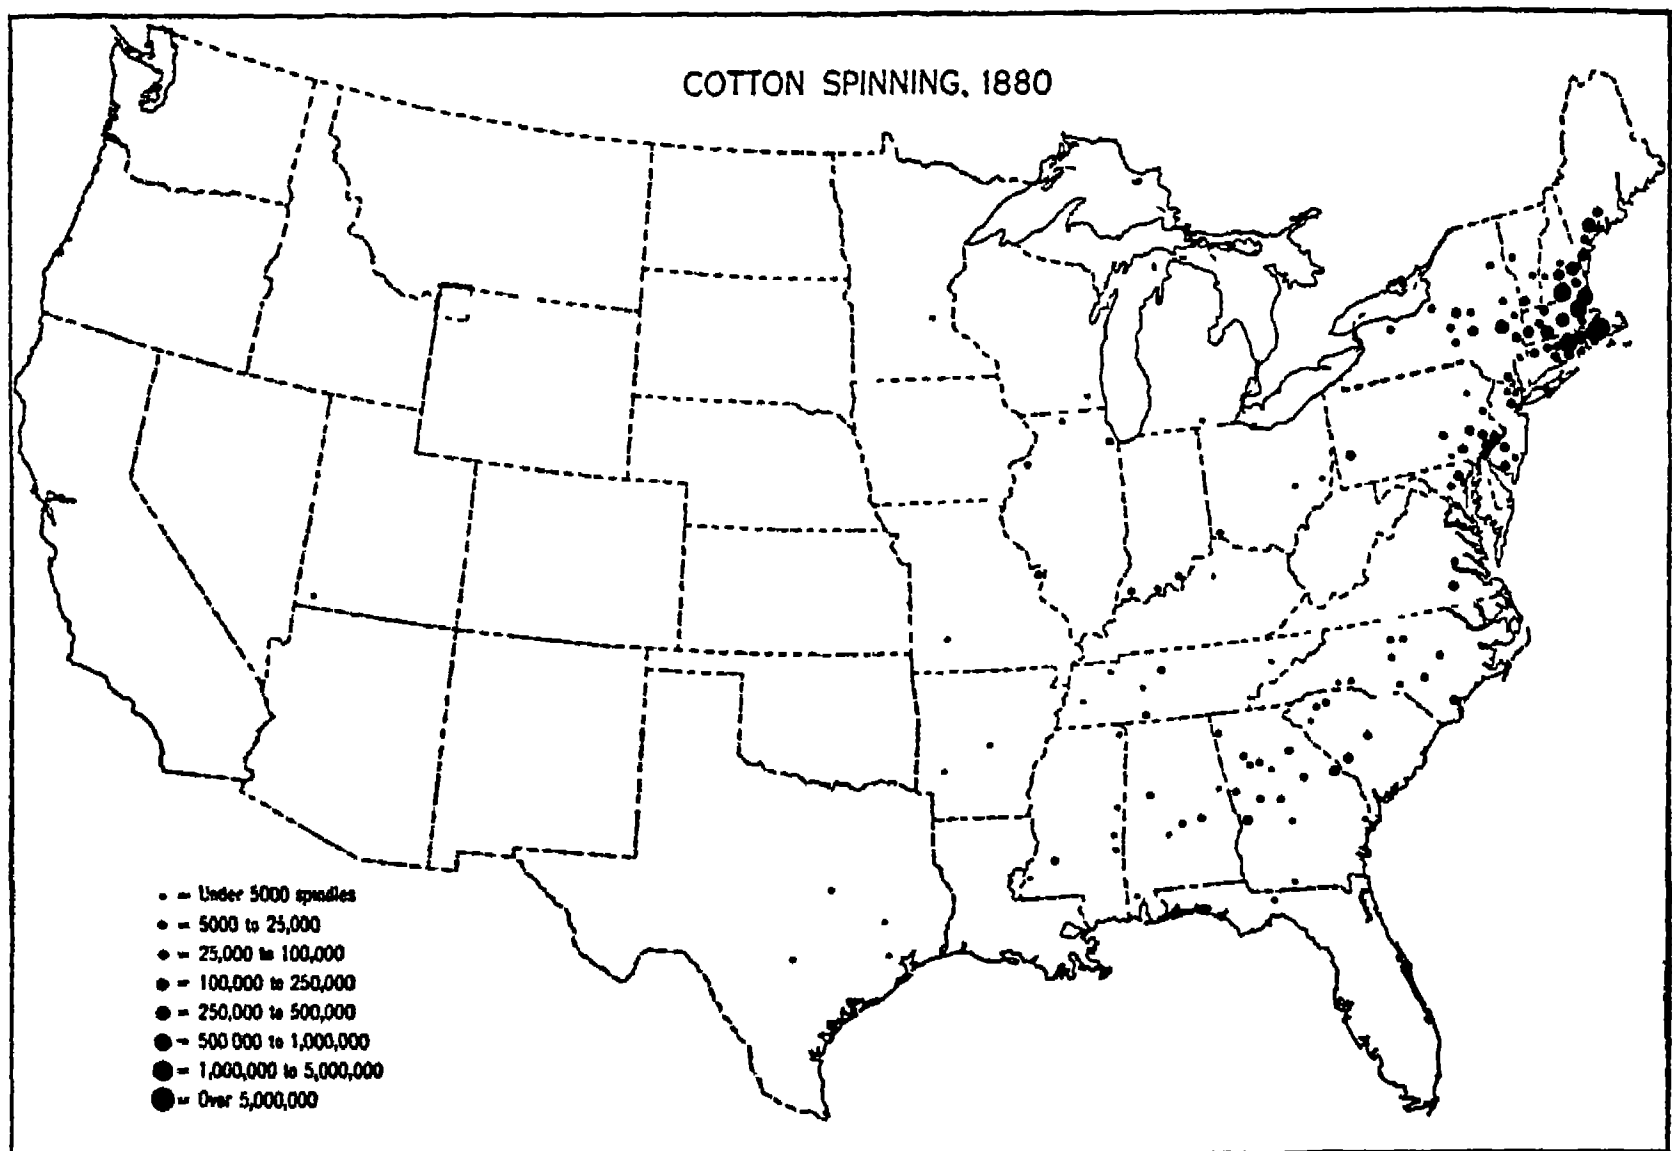 COTTON SPINNING, 1880
• = Under 5000 spindles
• = 5000 to 25,000
• = 25,000 to 100,000
• = 100,000 to 250,000
• = 250,000 to 500,000
• = 500 000 to 1,000,000
• = 1,000,000 to 5,000,000
• = Over 5,000,000